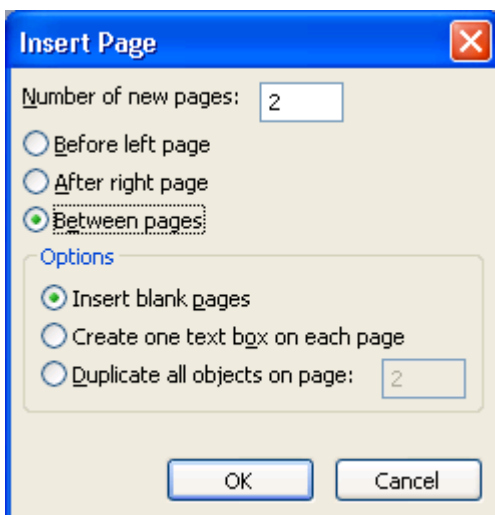 Insert Page
Number of new pages: 2
Before left page
After right page
Between pages
Options
Insert blank pages
Create one text box on each page
Duplicate all objects on page: 2
OK Cancel